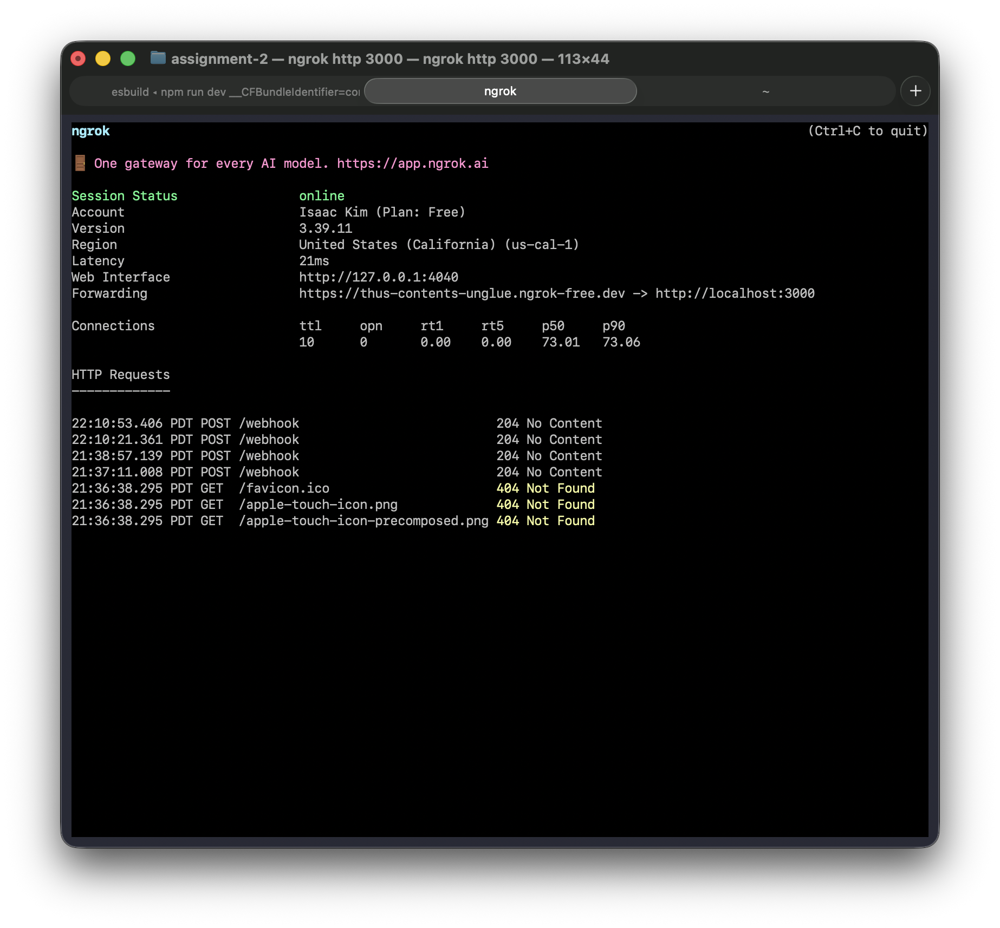 assignment-2 — ngrok http 3000 — ngrok http 3000 — 113×44
esbuild ◂ npm run dev __CFBundleIdentifier=co
ngrok
~
ngrok (Ctrl+C to quit)
One gateway for every AI model. https://app.ngrok.ai
Session Status online
Account Isaac Kim (Plan: Free)
Version 3.39.11
Region United States (California) (us-cal-1)
Latency 21ms
Web Interface http://127.0.0.1:4040
Forwarding https://thus-contents-unglue.ngrok-free.dev -> http://localhost:3000
Connections ttl opn rt1 rt5 p50 p90
10 0 0.00 0.00 73.01 73.06
HTTP Requests
-------------
22:10:53.406 PDT POST /webhook 204 No Content
22:10:21.361 PDT POST /webhook 204 No Content
21:38:57.139 PDT POST /webhook 204 No Content
21:37:11.008 PDT POST /webhook 204 No Content
21:36:38.295 PDT GET /favicon.ico 404 Not Found
21:36:38.295 PDT GET /apple-touch-icon.png 404 Not Found
21:36:38.295 PDT GET /apple-touch-icon-precomposed.png 404 Not Found